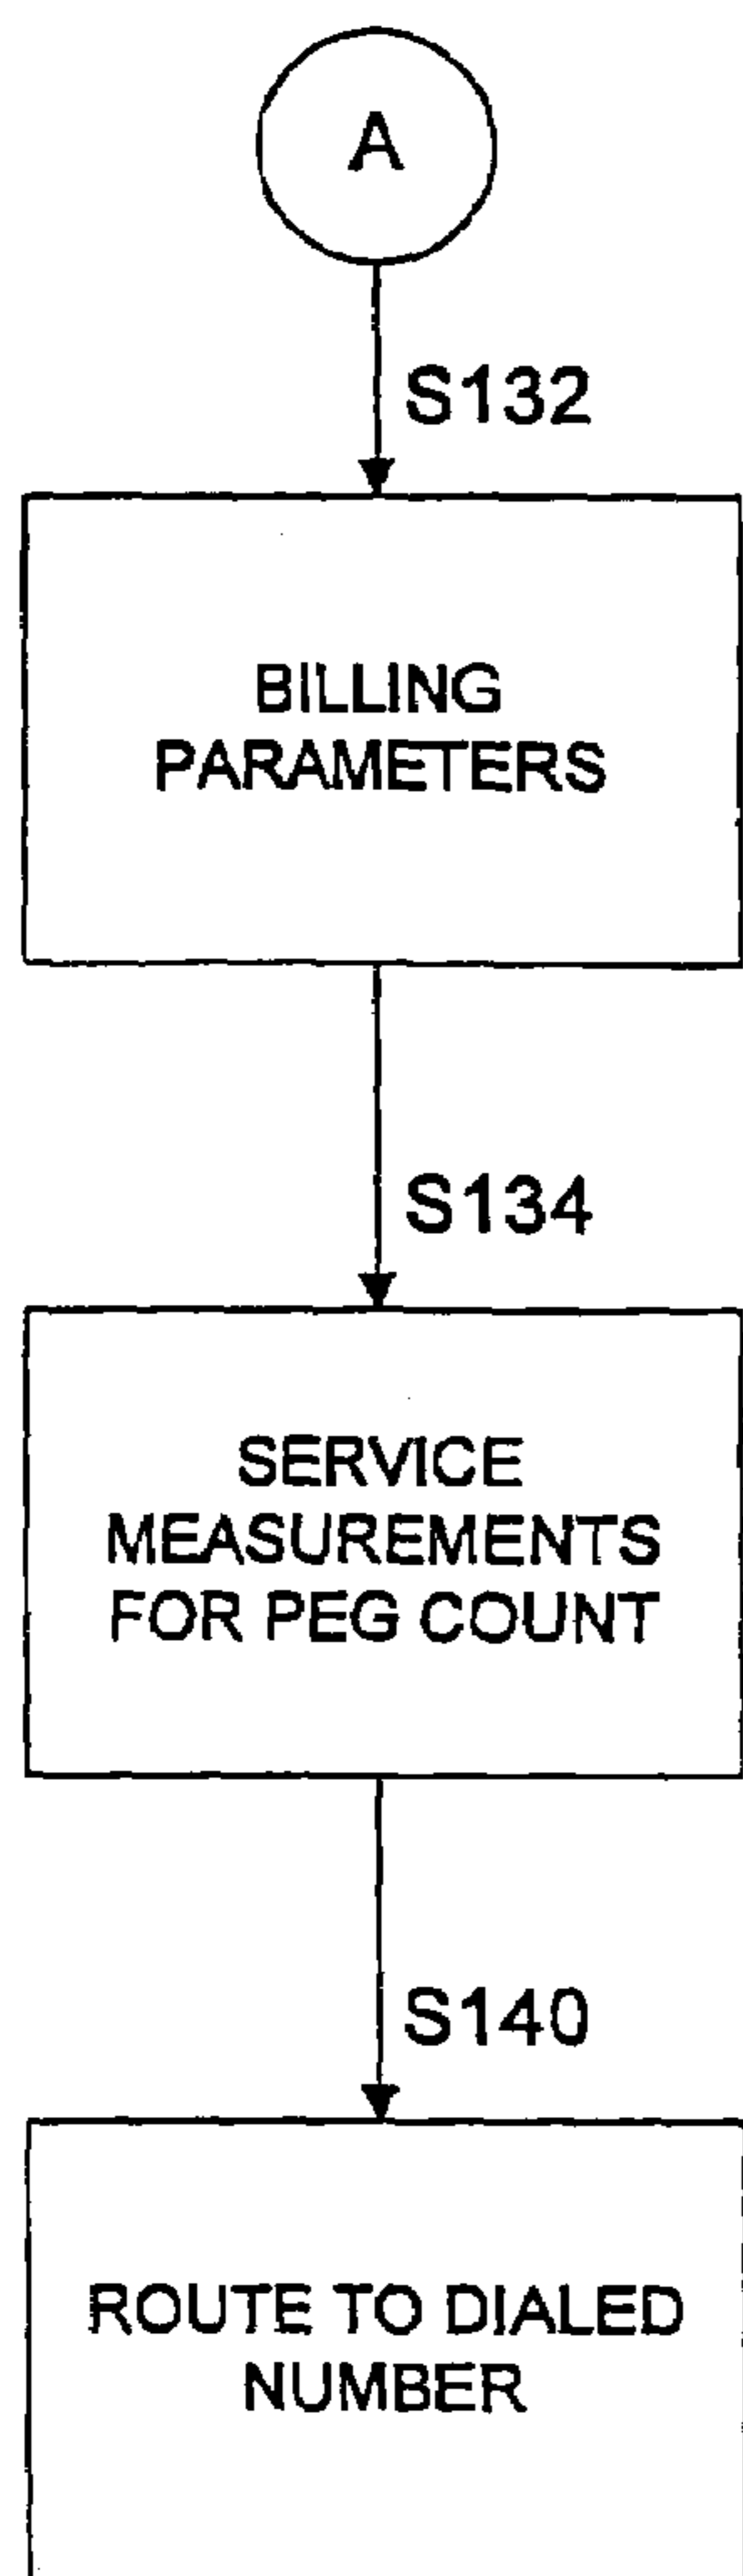 A
S132
BILLING
PARAMETERS
S134
SERVICE
MEASUREMENTS
FOR PEG COUNT
S140
ROUTE TO DIALED
NUMBER